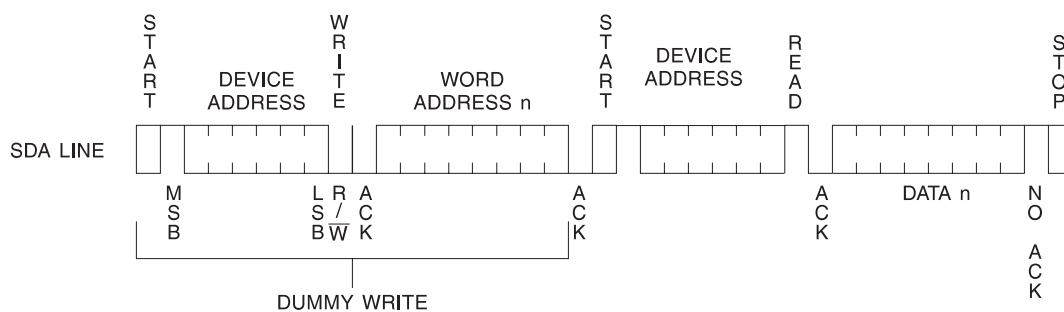 START
WRITE
START
READ
STOP
DEVICE
ADDRESS
WORD
ADDRESS n
DEVICE
ADDRESS
SDA LINE
MSB
LSB
R/W̅
ACK
ACK
ACK
DATA n
NO ACK
DUMMY WRITE